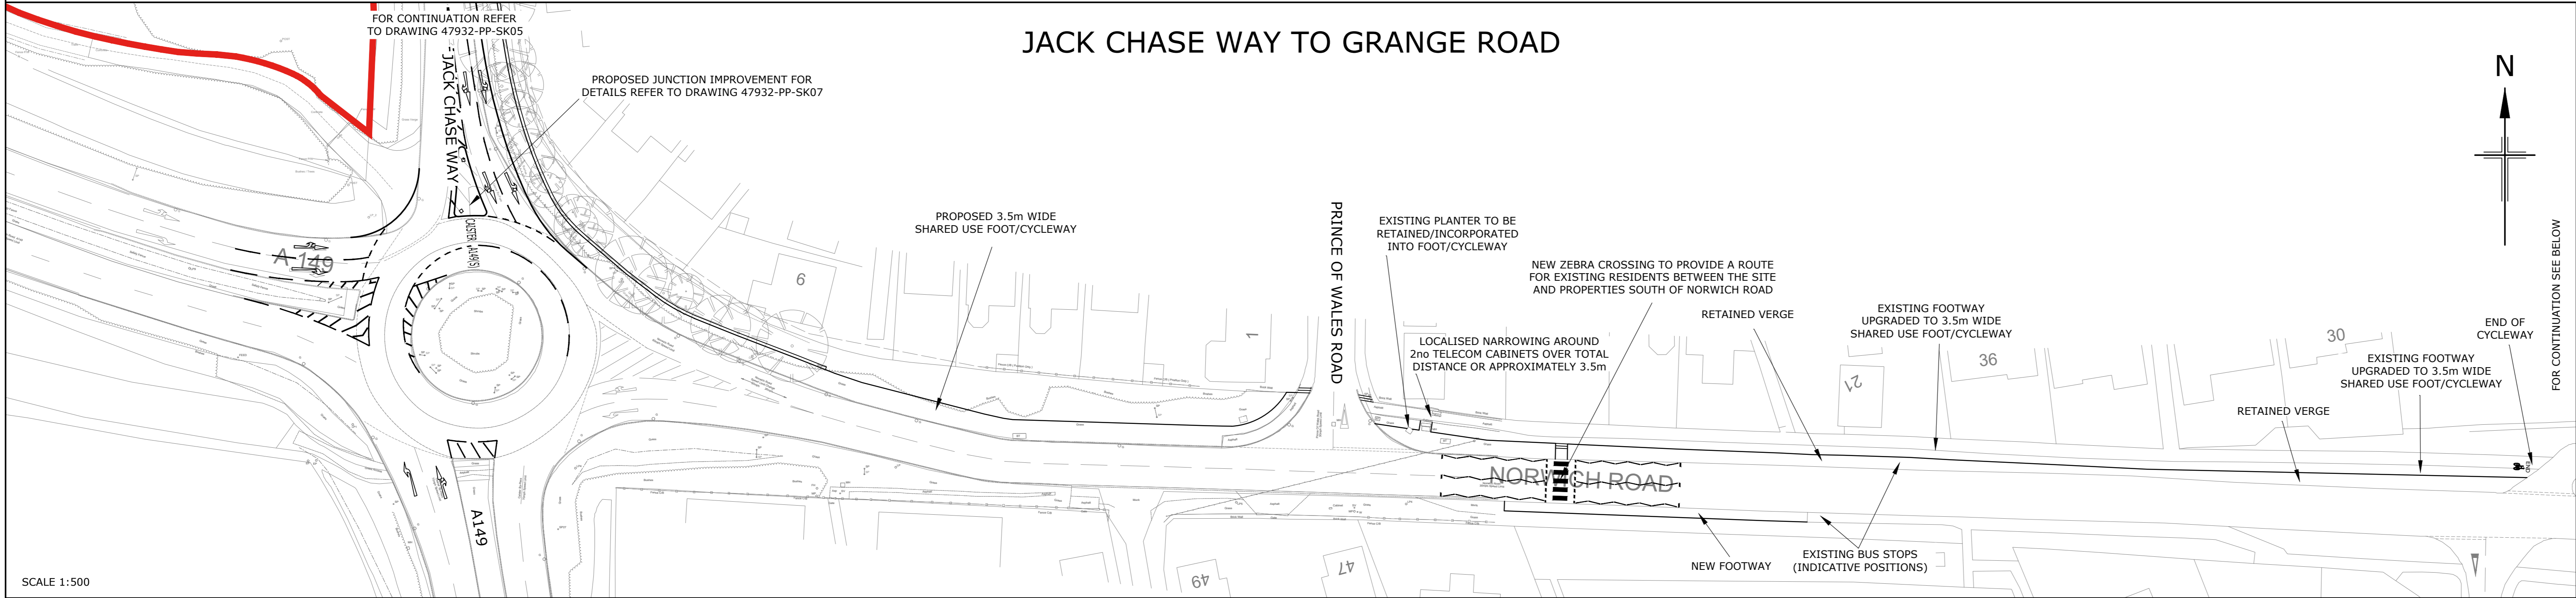 JACK CHASE WAY TO GRANGE ROAD
FOR CONTINUATION REFER
TO DRAWING 47932-PP-SK05
JACK CHASE WAY
PROPOSED JUNCTION IMPROVEMENT FOR
DETAILS REFER TO DRAWING 47932-PP-SK07
N
A 149
CAISTER A149(S)
6
PROPOSED 3.5m WIDE
SHARED USE FOOT/CYCLEWAY
1
PRINCE OF WALES ROAD
EXISTING PLANTER TO BE
RETAINED/INCORPORATED
INTO FOOT/CYCLEWAY
LOCALISED NARROWING AROUND
2no TELECOM CABINETS OVER TOTAL
DISTANCE OR APPROXIMATELY 3.5m
NEW ZEBRA CROSSING TO PROVIDE A ROUTE
FOR EXISTING RESIDENTS BETWEEN THE SITE
AND PROPERTIES SOUTH OF NORWICH ROAD
RETAINED VERGE
EXISTING FOOTWAY
UPGRADED TO 3.5m WIDE
SHARED USE FOOT/CYCLEWAY
21
36
30
EXISTING FOOTWAY
UPGRADED TO 3.5m WIDE
SHARED USE FOOT/CYCLEWAY
END OF
CYCLEWAY
FOR CONTINUATION SEE BELOW
RETAINED VERGE
END
NORWICH ROAD
A149
49
47
NEW FOOTWAY
EXISTING BUS STOPS
(INDICATIVE POSITIONS)
SCALE 1:500